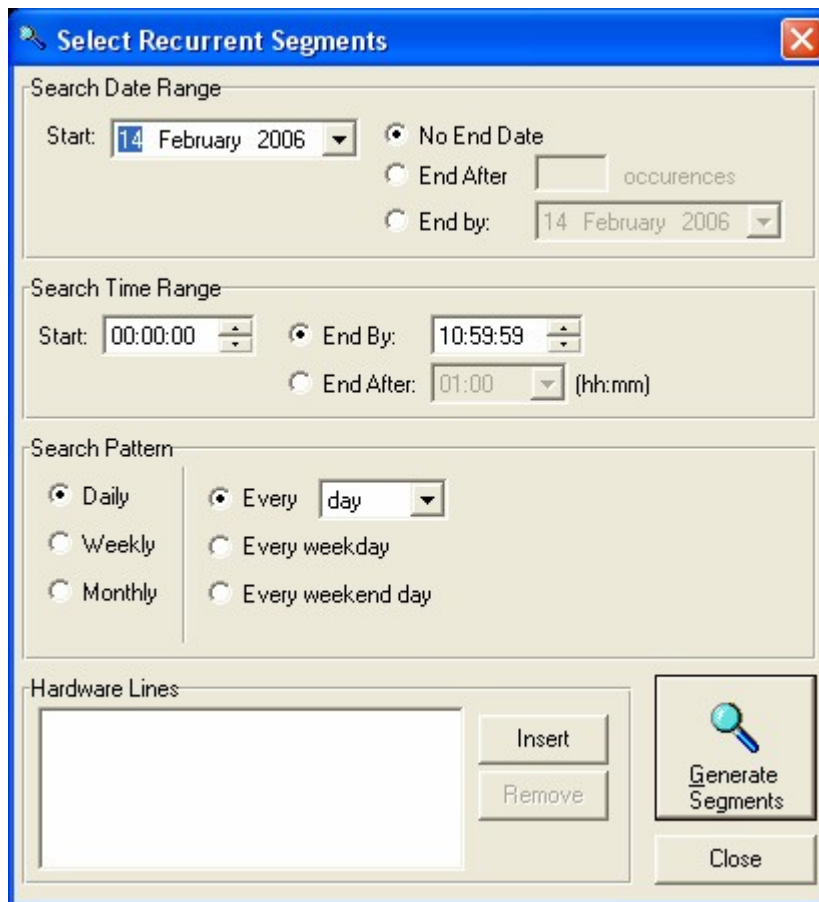 Select Recurrent Segments
Search Date Range
Start: 14 February 2006
No End Date
End After occurences
End by: 14 February 2006
Search Time Range
Start: 00:00:00
End By: 10:59:59
End After: 01:00 (hh:mm)
Search Pattern
Daily
Weekly
Monthly
Every day
Every weekday
Every weekend day
Hardware Lines
Insert
Remove
Generate
Segments
Close